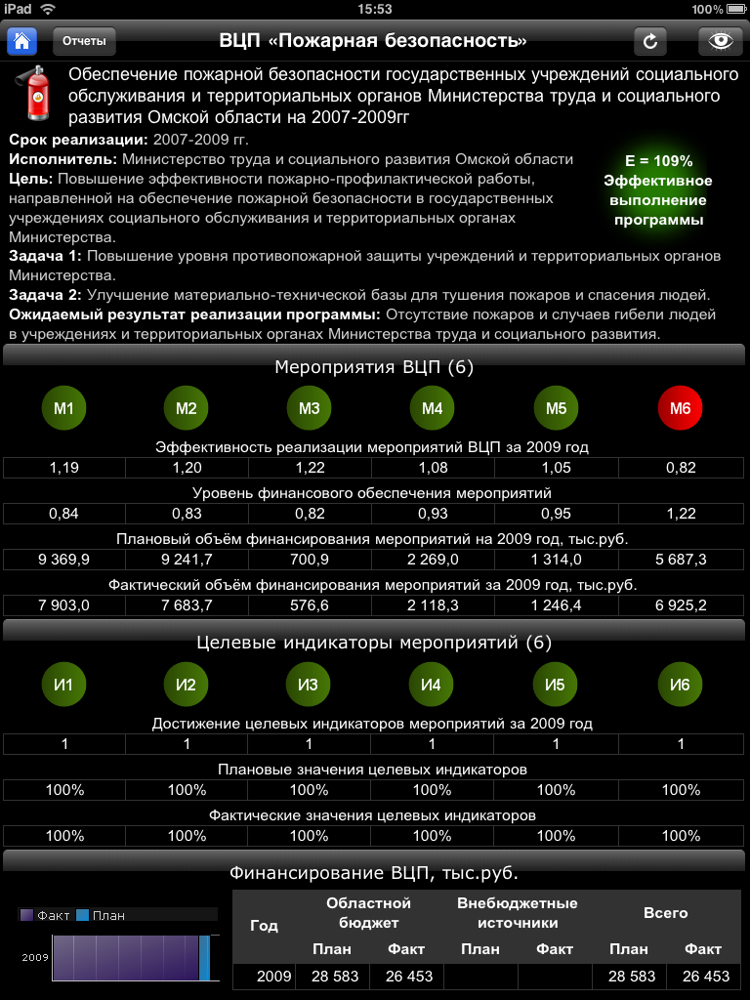 iPad 15:53 100%
Отчеты ВЦП «Пожарная безопасность»
Обеспечение пожарной безопасности государственных учреждений социального
обслуживания и территориальных органов Министерства труда и социального
развития Омской области на 2007-2009гг
Срок реализации: 2007-2009 гг.
Исполнитель: Министерство труда и социального развития Омской области
Цель: Повышение эффективности пожарно-профилактической работы,
направленной на обеспечение пожарной безопасности в государственных
учреждениях социального обслуживания и территориальных органах
Министерства.
E = 109%
Эффективное
выполнение
программы
Задача 1: Повышение уровня противопожарной защиты учреждений и территориальных органов
Министерства.
Задача 2: Улучшение материально-технической базы для тушения пожаров и спасения людей.
Ожидаемый результат реализации программы: Отсутствие пожаров и случаев гибели людей
в учреждениях и территориальных органах Министерства труда и социального развития.
Мероприятия ВЦП (6)
М1 М2 М3 М4 М5 М6
Эффективность реализации мероприятий ВЦП за 2009 год
1,19 1,20 1,22 1,08 1,05 0,82
Уровень финансового обеспечения мероприятий
0,84 0,83 0,82 0,93 0,95 1,22
Плановый объём финансирования мероприятий на 2009 год, тыс.руб.
9 369,9 9 241,7 700,9 2 269,0 1 314,0 5 687,3
Фактический объём финансирования мероприятий за 2009 год, тыс.руб.
7 903,0 7 683,7 576,6 2 118,3 1 246,4 6 925,2
Целевые индикаторы мероприятий (6)
И1 И2 И3 И4 И5 И6
Достижение целевых индикаторов мероприятий за 2009 год
1 1 1 1 1 1
Плановые значения целевых индикаторов
100% 100% 100% 100% 100% 100%
Фактические значения целевых индикаторов
100% 100% 100% 100% 100% 100%
Финансирование ВЦП, тыс.руб.
Факт План
2009
Год Областной бюджет Внебюджетные источники Всего
План Факт План Факт План Факт
2009 28 583 26 453 28 583 26 453